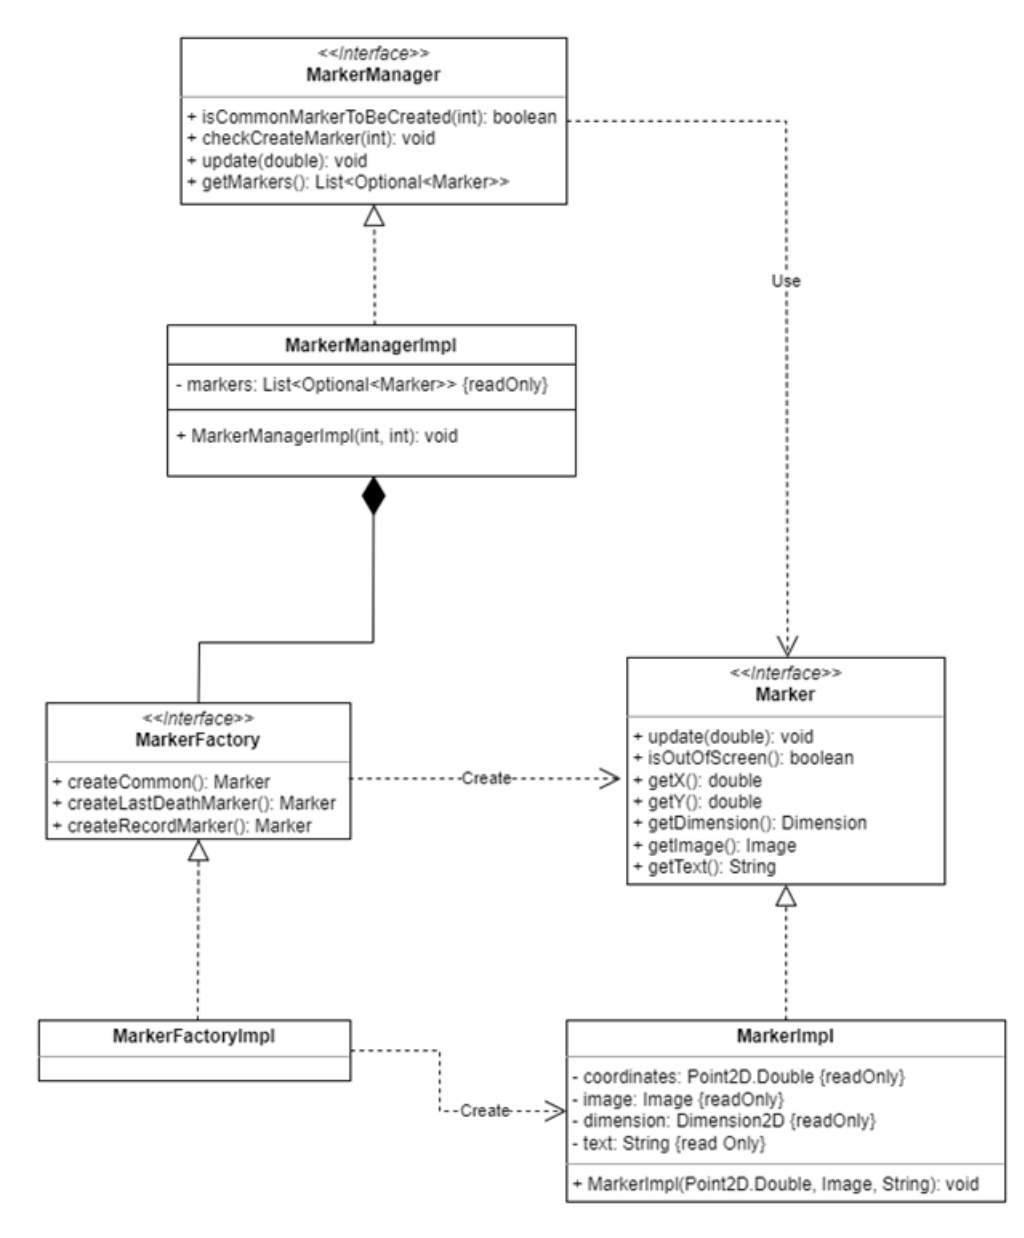 <<Interface>>
MarkerManager
+ isCommonMarkerToBeCreated(int): boolean
+ checkCreateMarker(int): void
+ update(double): void
+ getMarkers(): List<Optional<Marker>>
Use
MarkerManagerImpl
- markers: List<Optional<Marker>> {readOnly}
+ MarkerManagerImpl(int, int): void
<<Interface>>
Marker
+ update(double): void
+ isOutOfScreen(): boolean
+ getX(): double
+ getY(): double
+ getDimension(): Dimension
+ getImage(): Image
+ getText(): String
<<Interface>>
MarkerFactory
+ createCommon(): Marker
+ createLastDeathMarker(): Marker
+ createRecordMarker(): Marker
Create
MarkerFactoryImpl
Create
MarkerImpl
- coordinates: Point2D.Double {readOnly}
- image: Image {readOnly}
- dimension: Dimension2D {readOnly}
- text: String {read Only}
+ MarkerImpl(Point2D.Double, Image, String): void